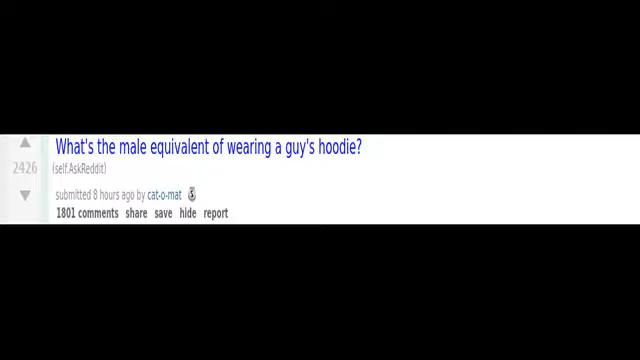 What's the male equivalent of wearing a guy's hoodie?
2426
(self.AskReddit)
submitted 8 hours ago by cat-o-mat
1801 comments share save hide report